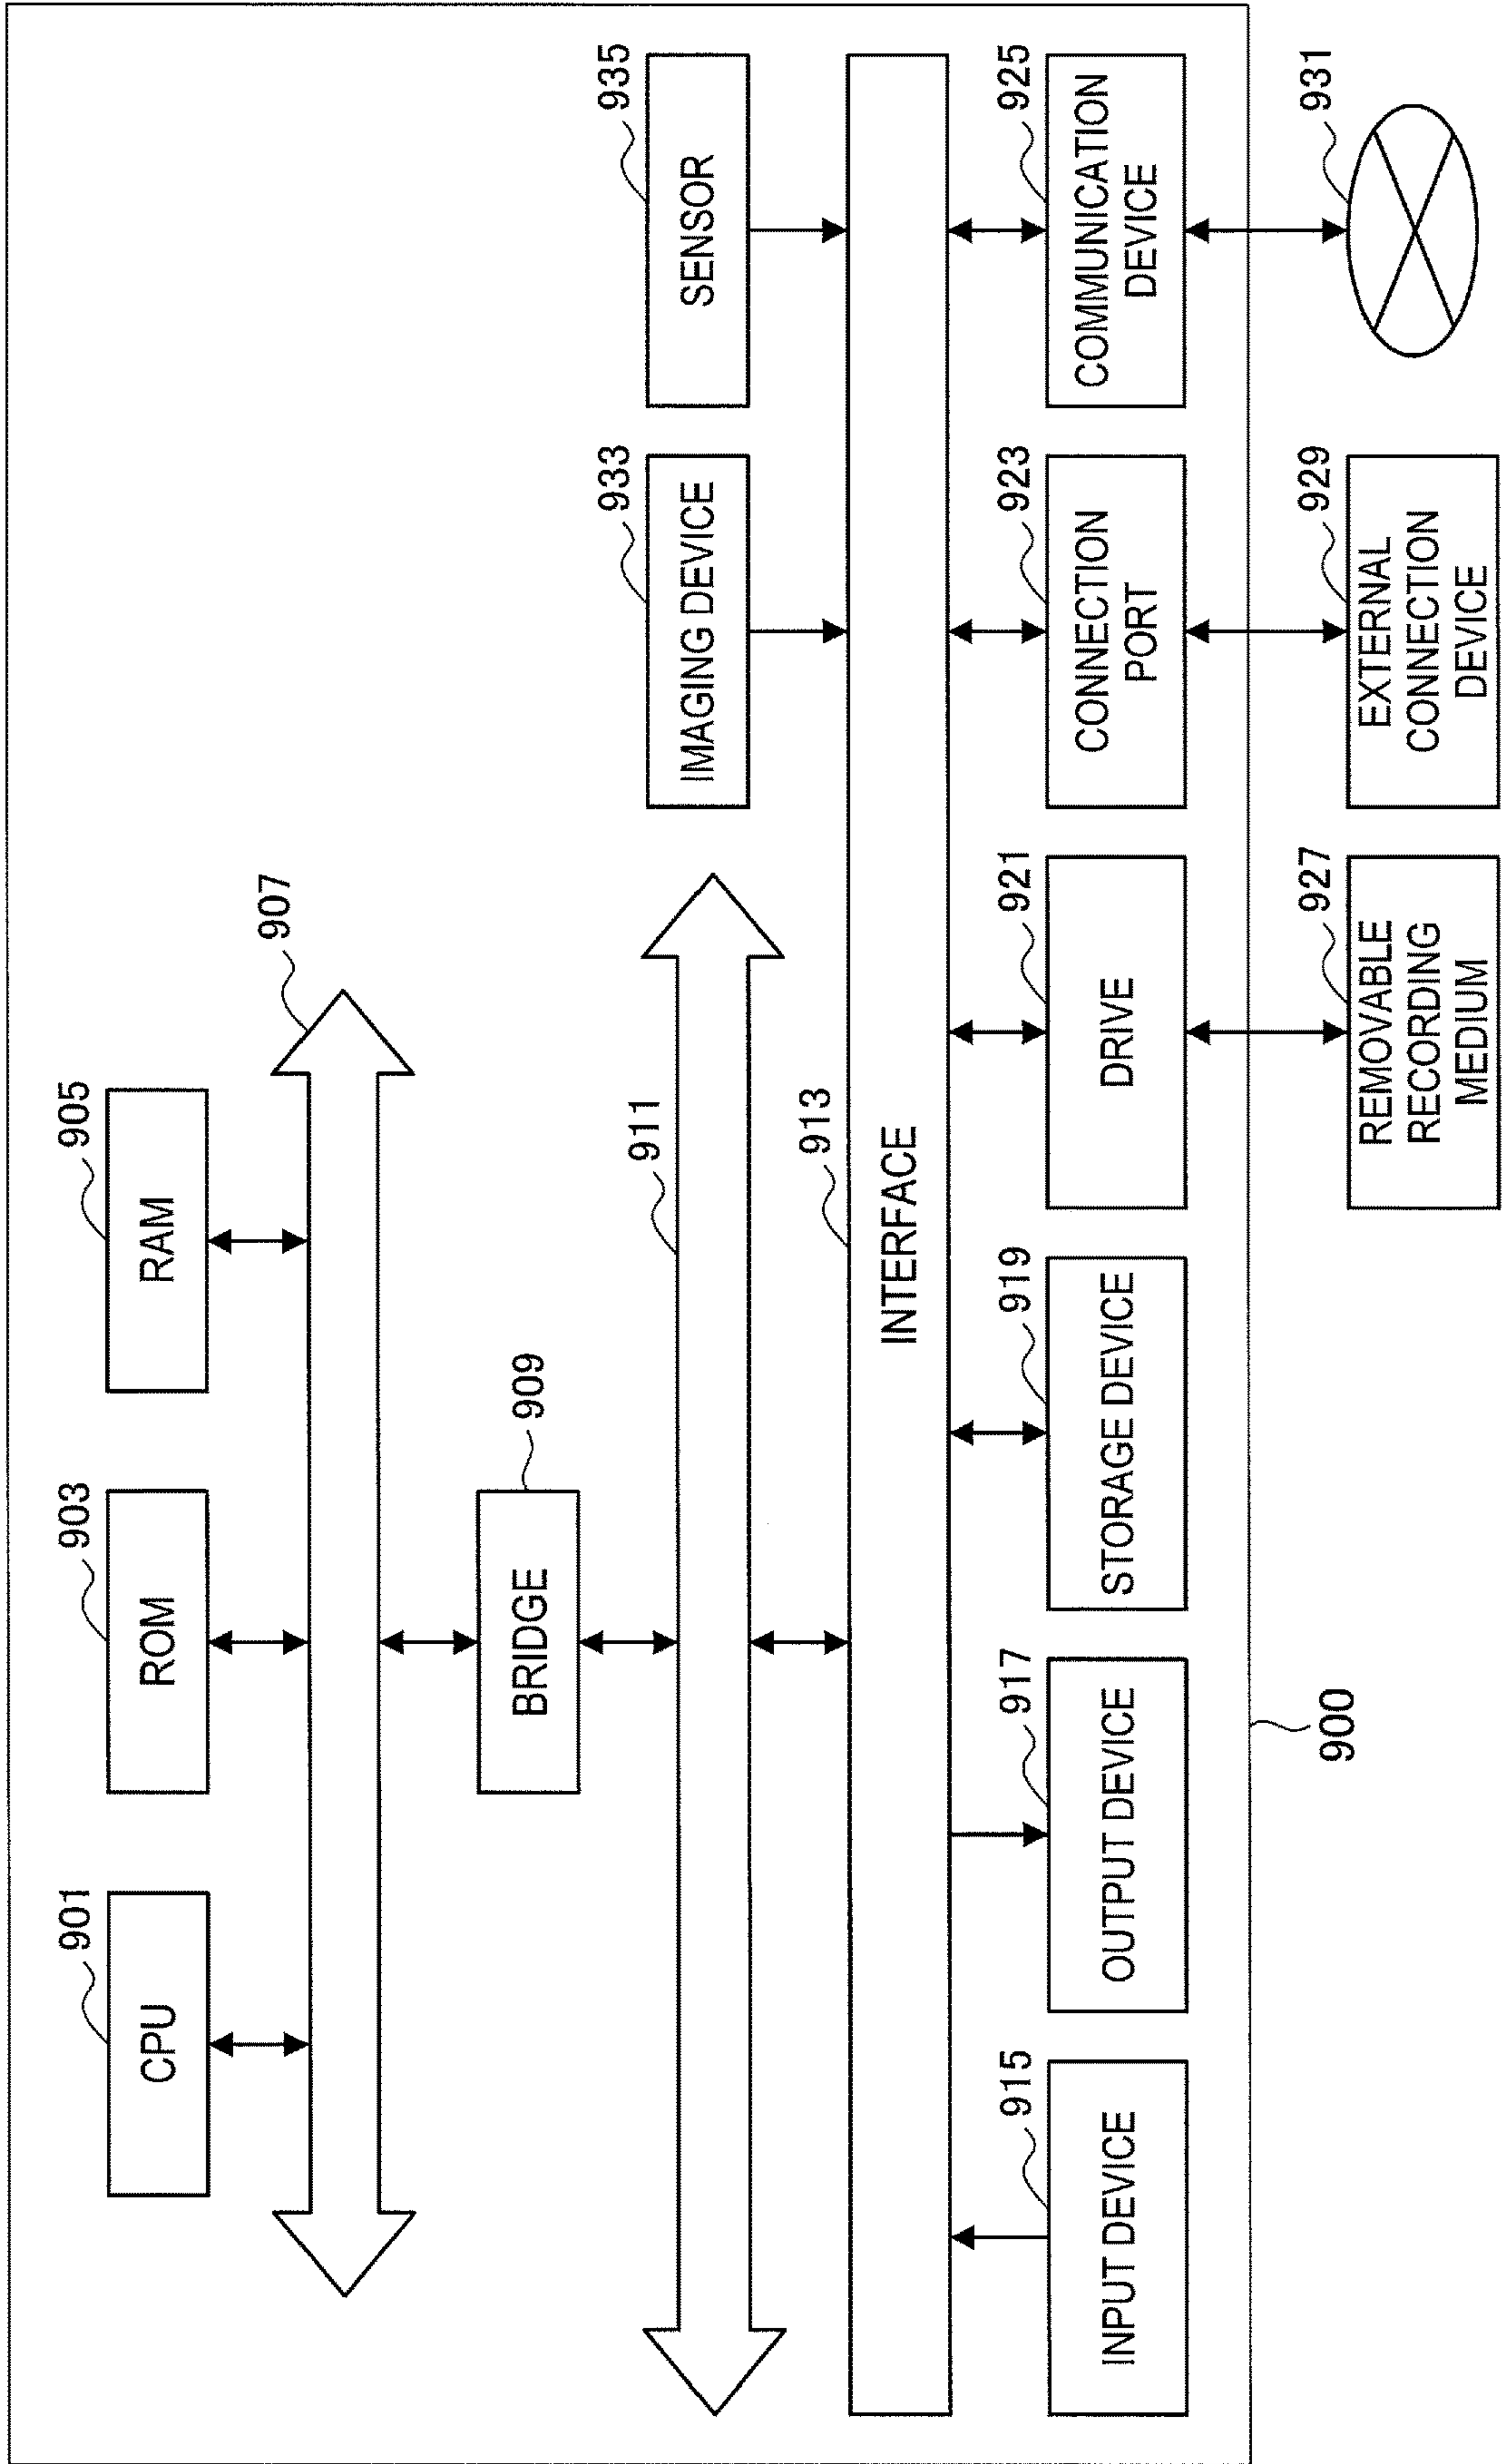 901
CPU
903
ROM
905
RAM
907
909
BRIDGE
911
933
IMAGING DEVICE
935
SENSOR
913
INTERFACE
915
INPUT DEVICE
917
OUTPUT DEVICE
919
STORAGE DEVICE
921
DRIVE
923
CONNECTION
PORT
925
COMMUNICATION
DEVICE
900
927
REMOVABLE
RECORDING
MEDIUM
929
EXTERNAL
CONNECTION
DEVICE
931